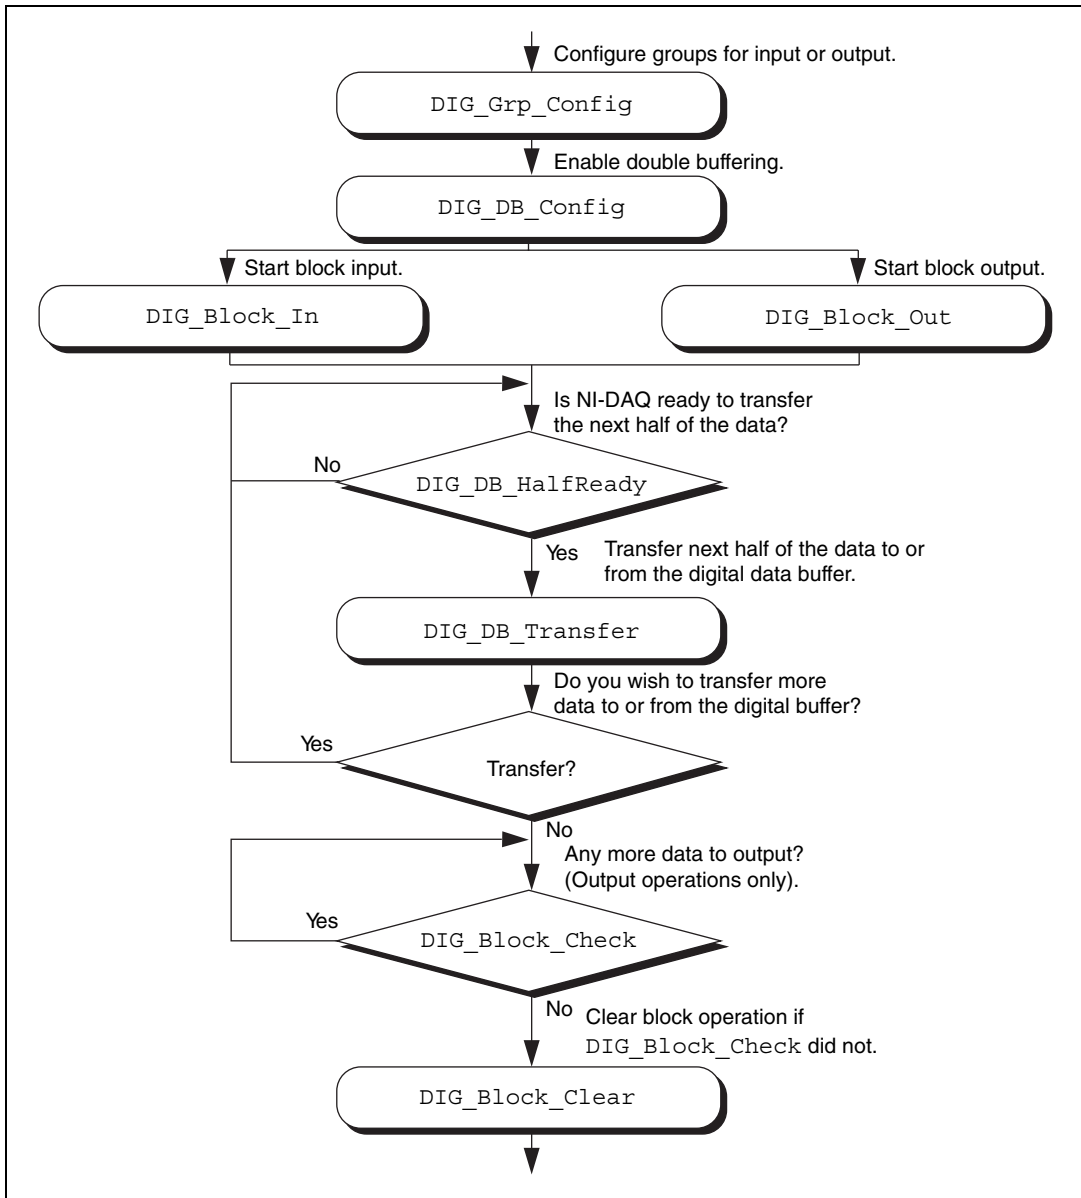 Configure groups for input or output.
DIG_Grp_Config
Enable double buffering.
DIG_DB_Config
Start block input.
Start block output.
DIG_Block_In
DIG_Block_Out
Is NI-DAQ ready to transfer
the next half of the data?
No
DIG_DB_HalfReady
Yes
Transfer next half of the data to or
from the digital data buffer.
DIG_DB_Transfer
Do you wish to transfer more
data to or from the digital buffer?
Yes
Transfer?
No
Any more data to output?
(Output operations only).
Yes
DIG_Block_Check
No
Clear block operation if
DIG_Block_Check did not.
DIG_Block_Clear